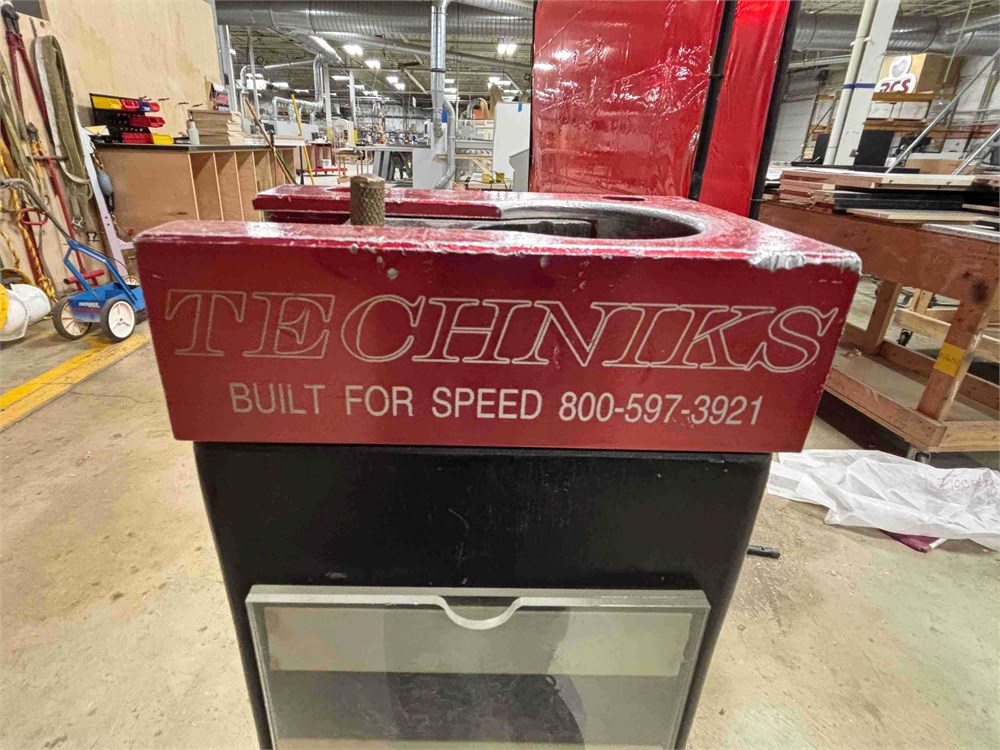 TECHNIKS
BUILT FOR SPEED 800-597-3921